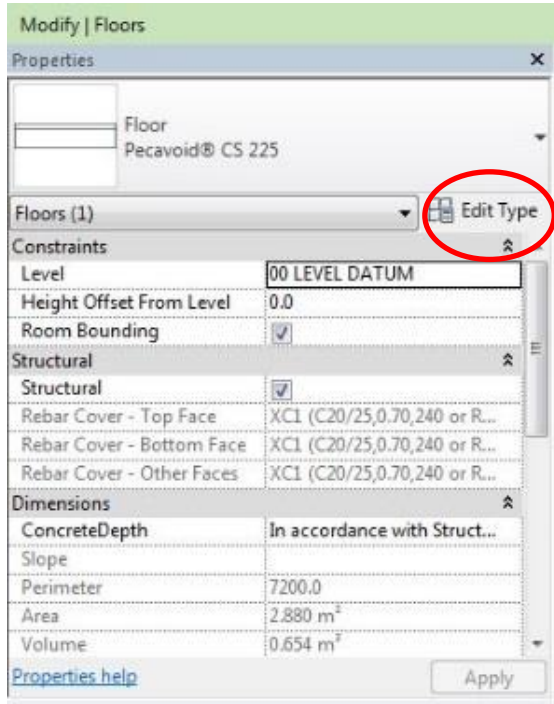 Modify | Floors
Properties
Floor
Pecavoid® CS 225
Floors (1) Edit Type
Constraints
Level 00 LEVEL DATUM
Height Offset From Level 0.0
Room Bounding
Structural
Structural
Rebar Cover - Top Face XC1 (C20/25,0.70,240 or R...
Rebar Cover - Bottom Face XC1 (C20/25,0.70,240 or R...
Rebar Cover - Other Faces XC1 (C20/25,0.70,240 or R...
Dimensions
ConcreteDepth In accordance with Struct...
Slope
Perimeter 7200.0
Area 2.880 m²
Volume 0.654 m³
Properties help Apply